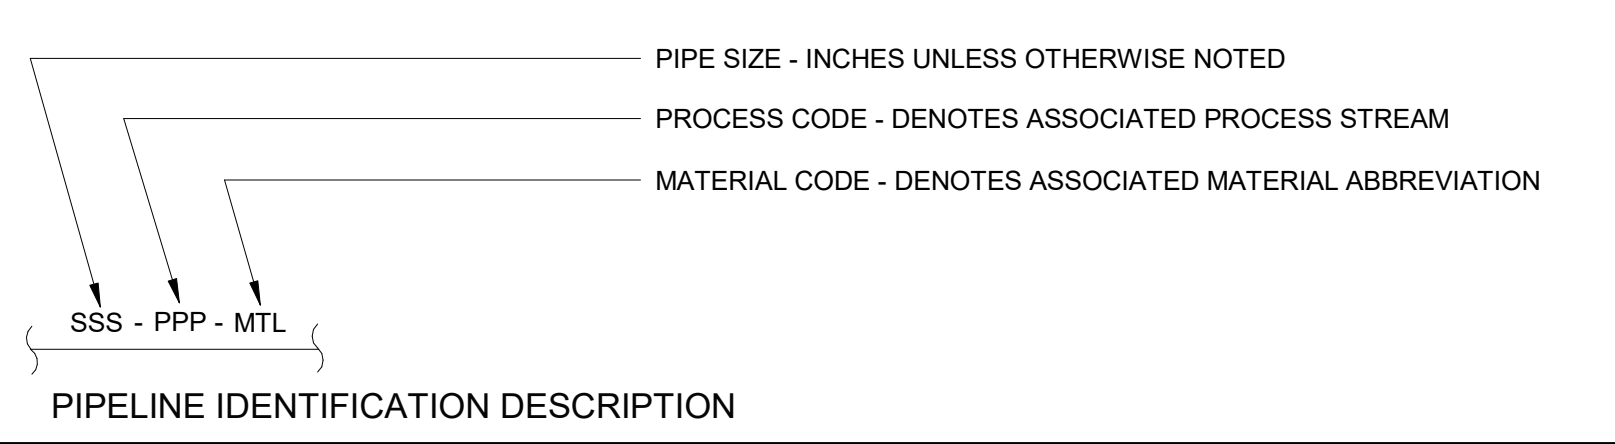 PIPE SIZE - INCHES UNLESS OTHERWISE NOTED
PROCESS CODE - DENOTES ASSOCIATED PROCESS STREAM
MATERIAL CODE - DENOTES ASSOCIATED MATERIAL ABBREVIATION
SSS - PPP - MTL
PIPELINE IDENTIFICATION DESCRIPTION